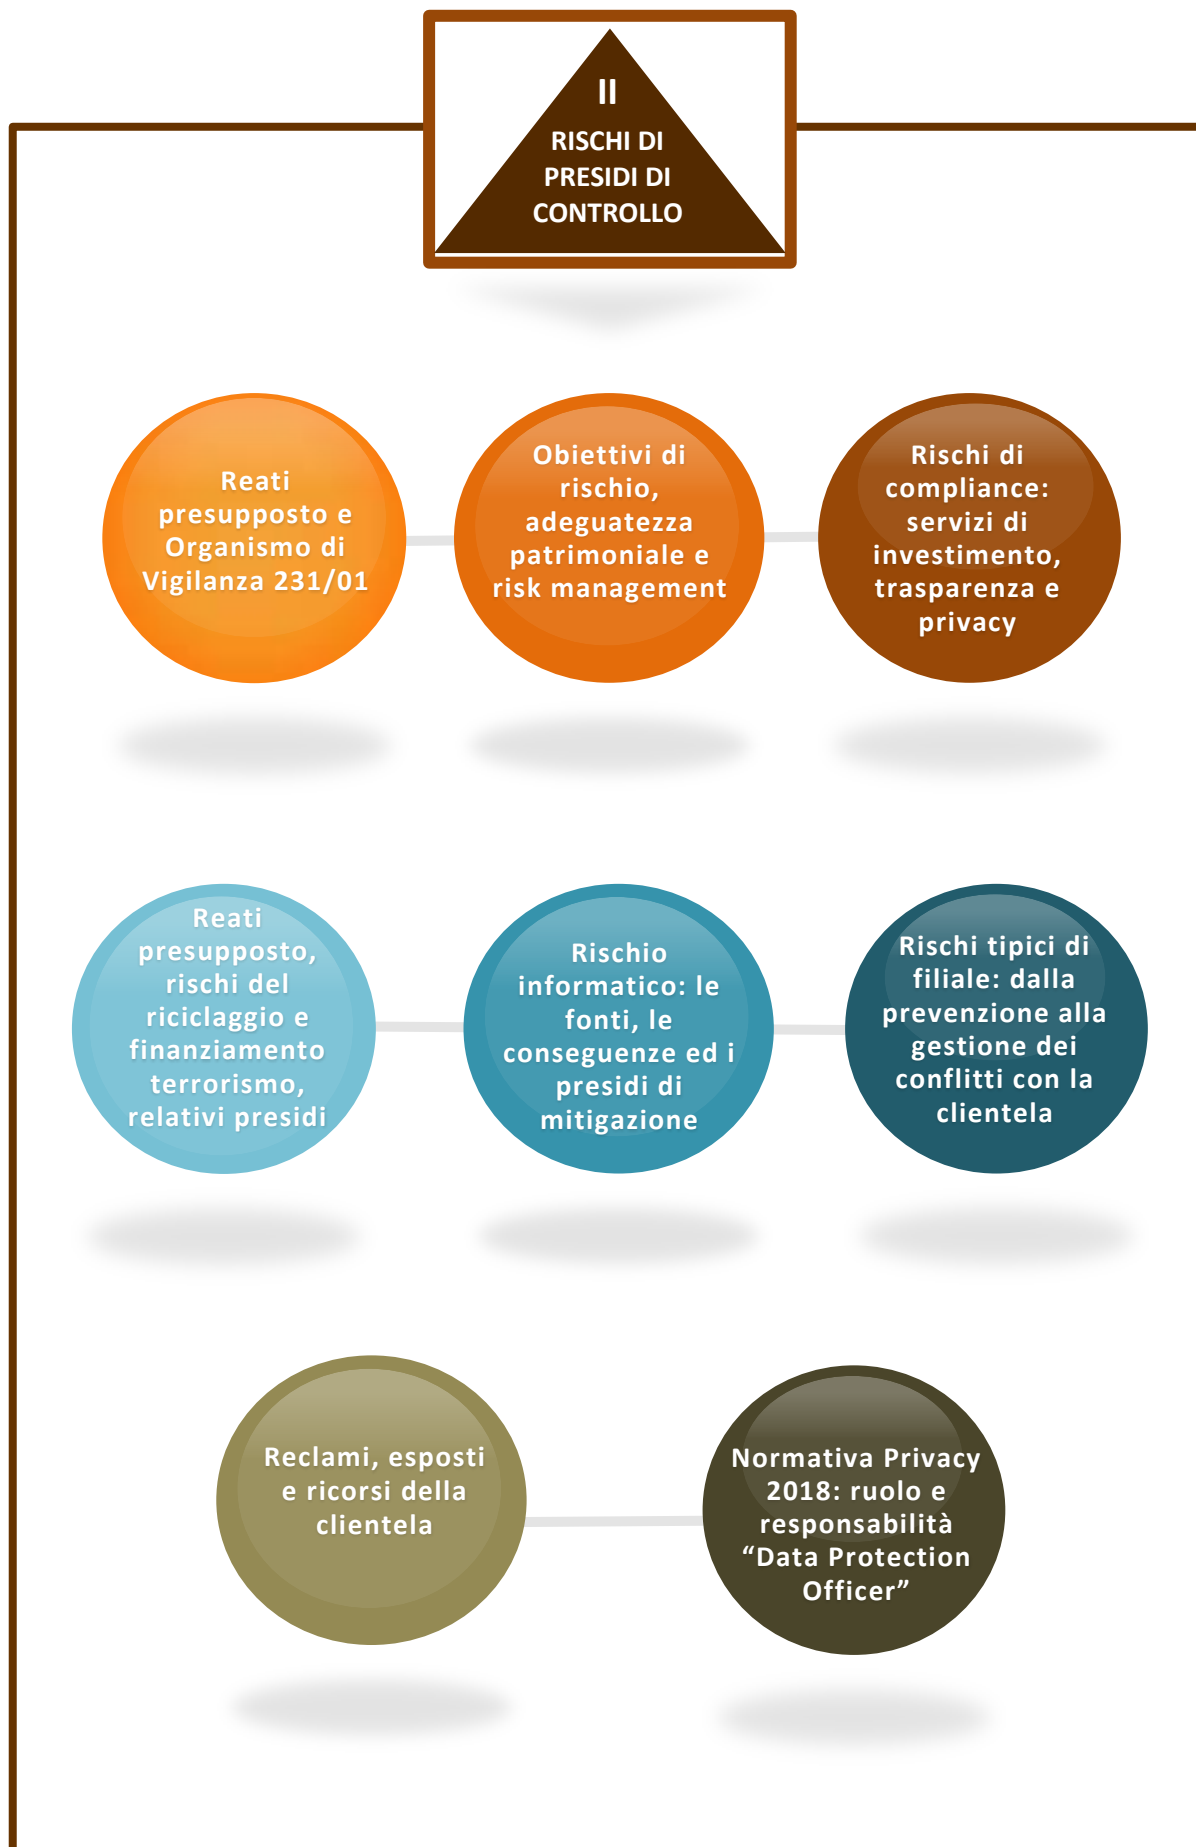 II
RISCHI DI
PRESIDI DI
CONTROLLO
Reati
presupposto e
Organismo di
Vigilanza 231/01
Obiettivi di
rischio,
adeguatezza
patrimoniale e
risk management
Rischi di
compliance:
servizi di
investimento,
trasparenza e
privacy
Reati
presupposto,
rischi del
riciclaggio e
finanziamento
terrorismo,
relativi presidi
Rischio
informatico: le
fonti, le
conseguenze ed i
presidi di
mitigazione
Rischi tipici di
filiale: dalla
prevenzione alla
gestione dei
conflitti con la
clientela
Reclami, esposti
e ricorsi della
clientela
Normativa Privacy
2018: ruolo e
responsabilità
“Data Protection
Officer”